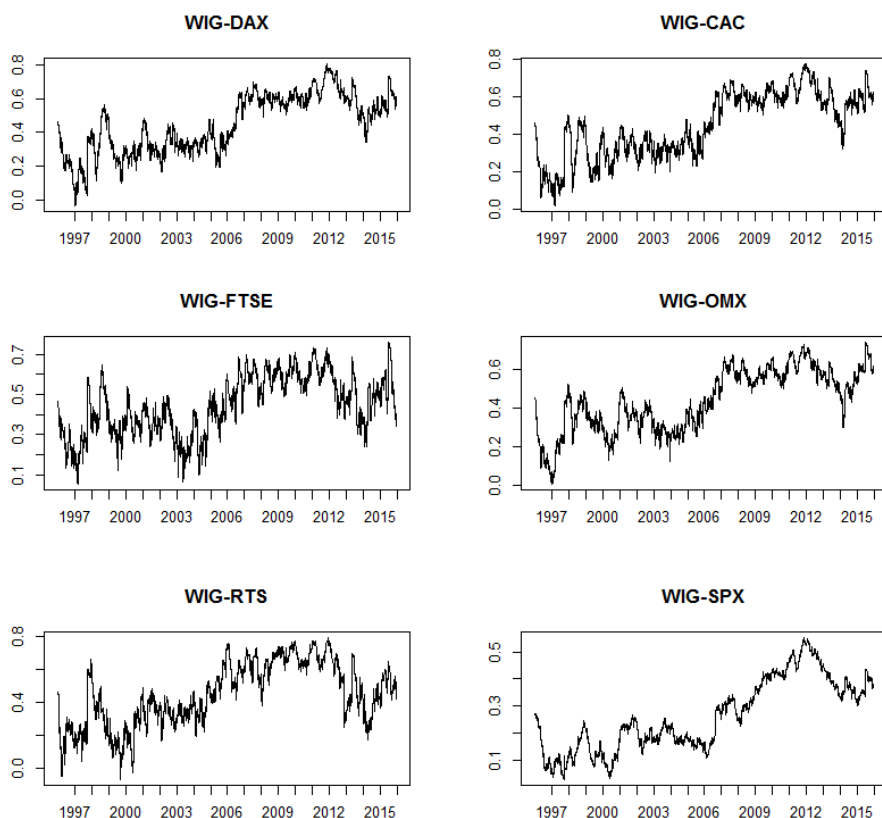 WIG-DAX
0.0 0.2 0.4 0.6 0.8
1997 2000 2003 2006 2009 2012 2015
WIG-CAC
0.0 0.2 0.4 0.6 0.8
1997 2000 2003 2006 2009 2012 2015
WIG-FTSE
0.1 0.3 0.5 0.7
1997 2000 2003 2006 2009 2012 2015
WIG-OMX
0.0 0.2 0.4 0.6
1997 2000 2003 2006 2009 2012 2015
WIG-RTS
0.0 0.4 0.8
1997 2000 2003 2006 2009 2012 2015
WIG-SPX
0.1 0.3 0.5
1997 2000 2003 2006 2009 2012 2015